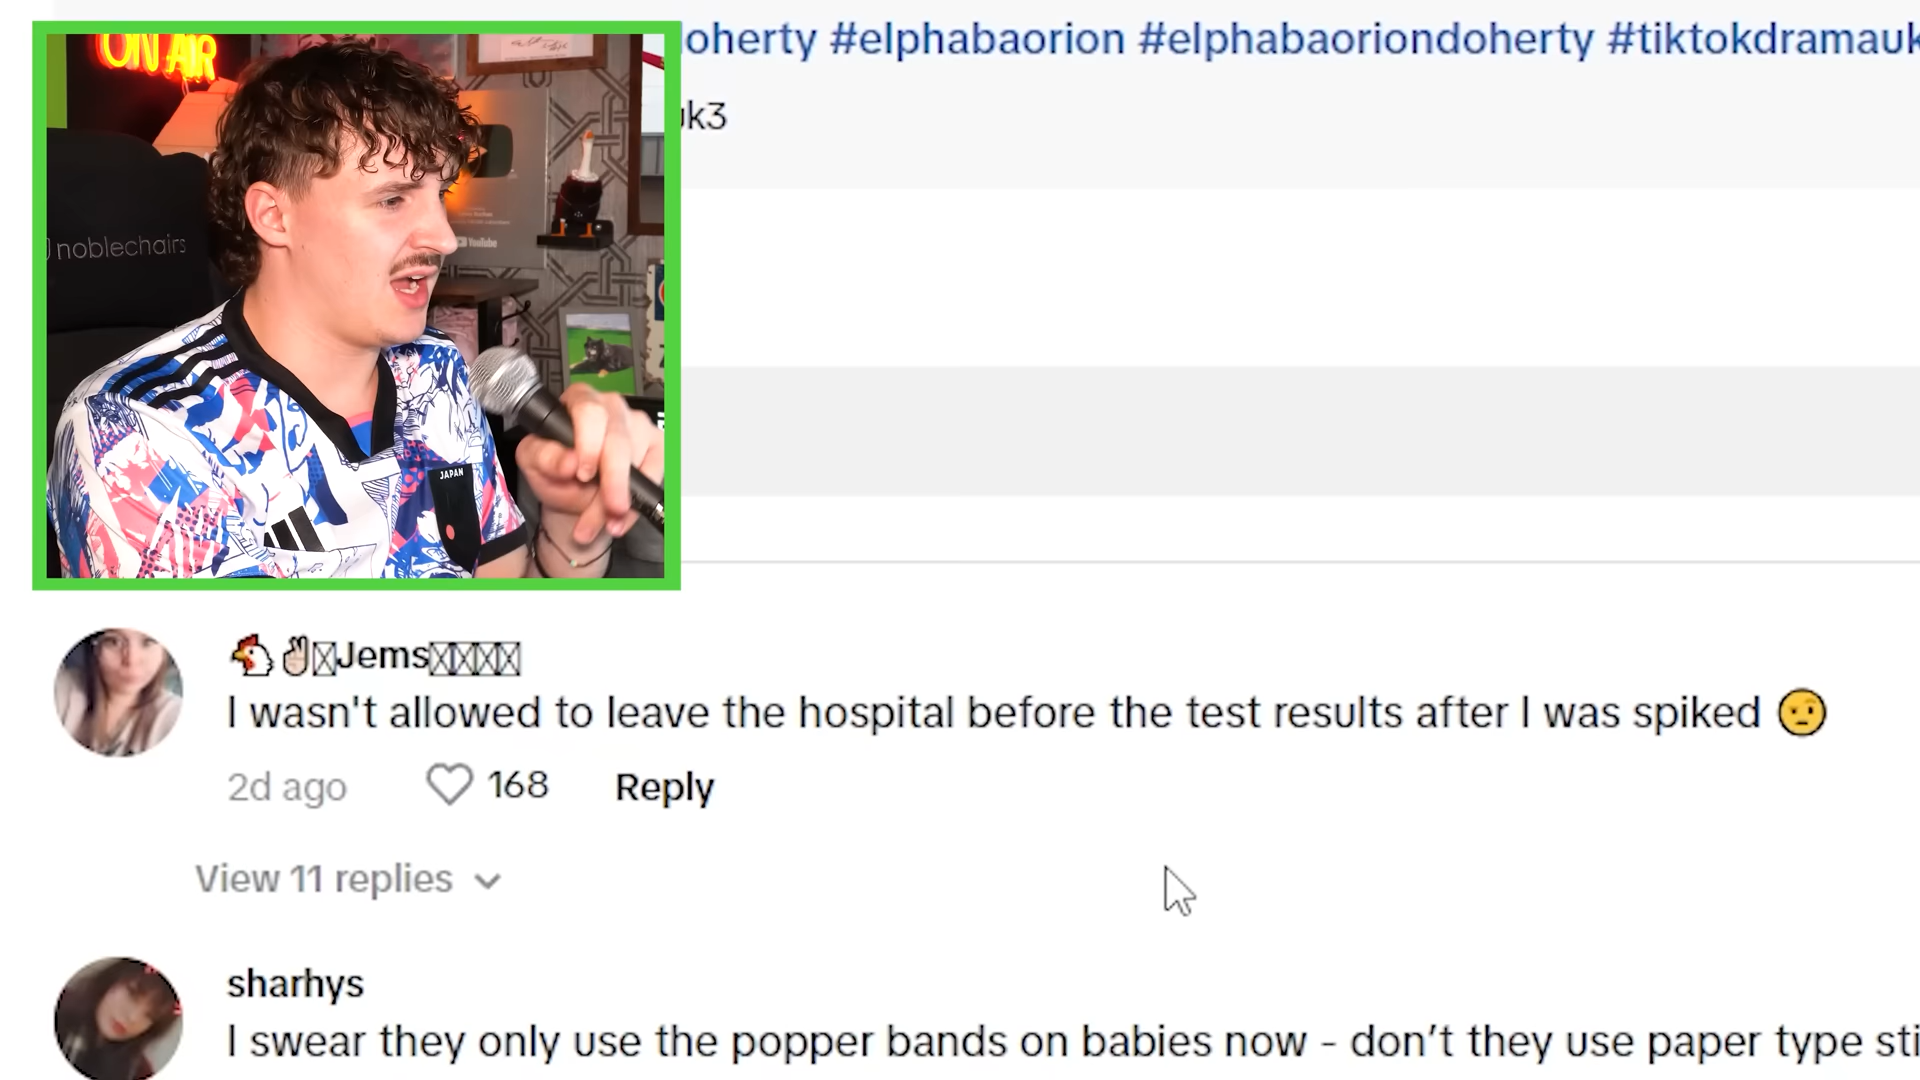 oherty #elphabaorion #elphabaoriondoherty #tiktokdramauk
uk3
ON AIR
noblechairs
YouTube
JAPAN
Jems
I wasn't allowed to leave the hospital before the test results after I was spiked
2d ago 168 Reply
View 11 replies
sharhys
I swear they only use the popper bands on babies now - don’t they use paper type sti